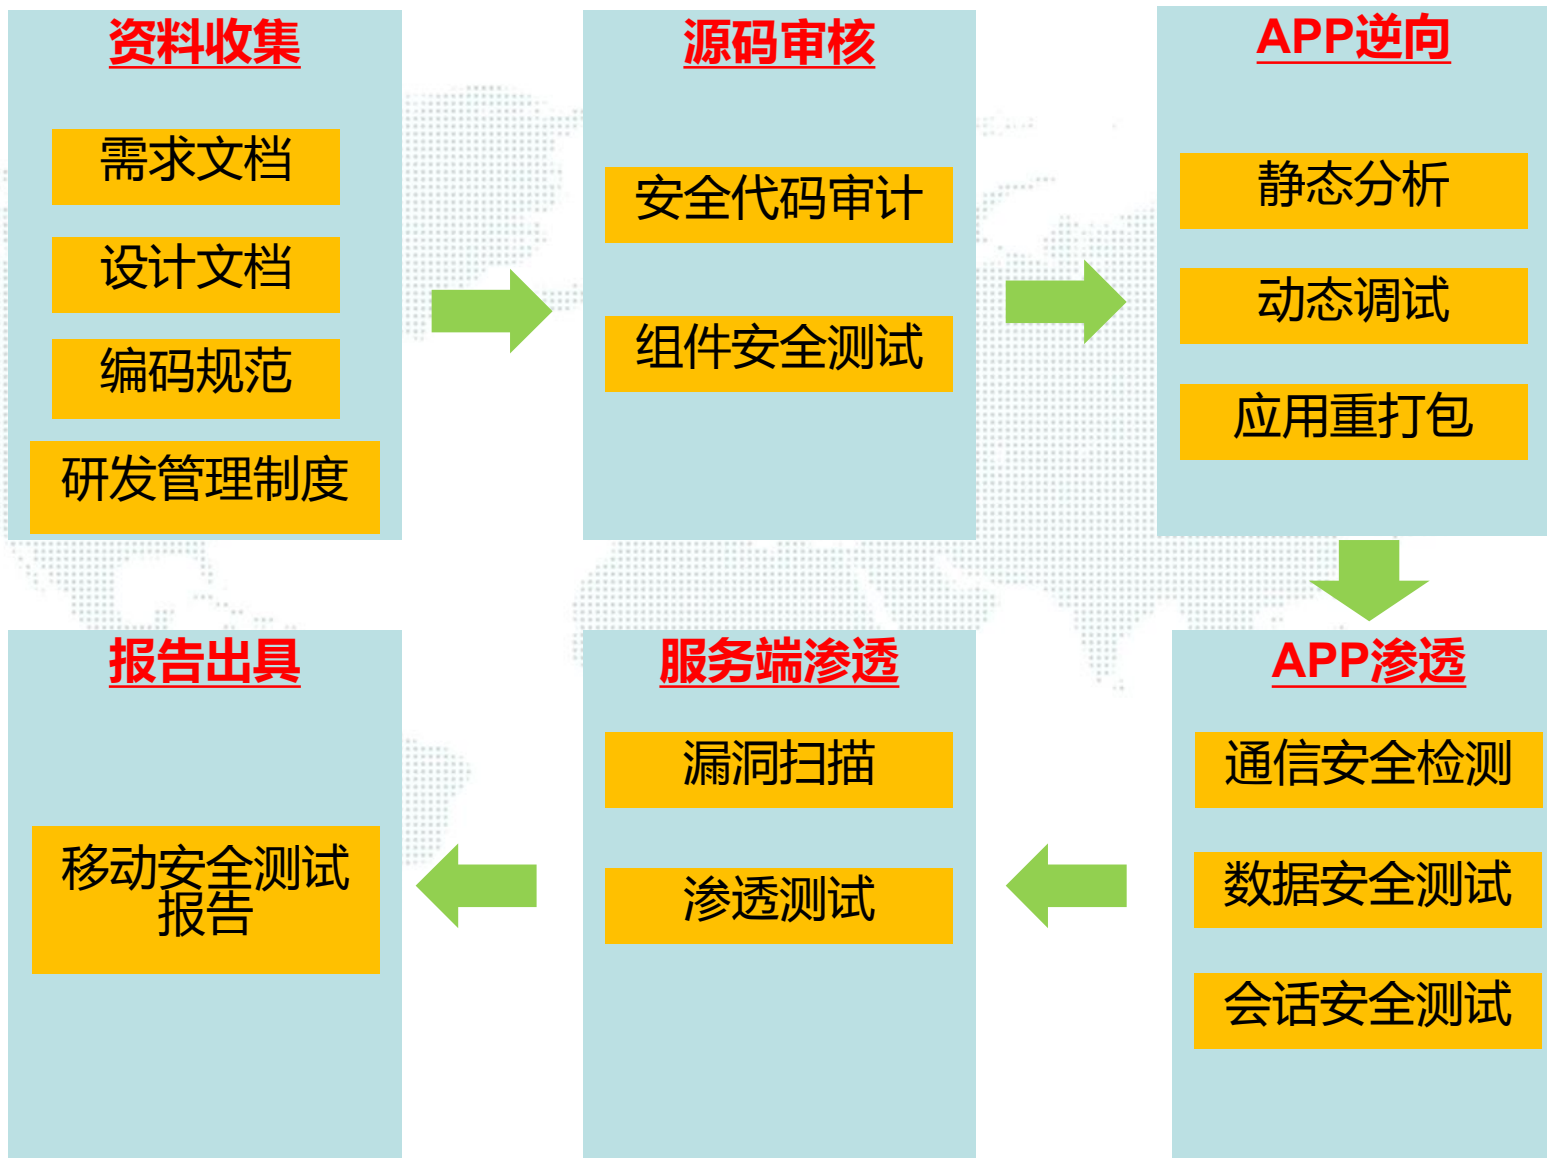 资料收集
需求文档
设计文档
编码规范
研发管理制度
源码审核
安全代码审计
组件安全测试
APP逆向
静态分析
动态调试
应用重打包
APP渗透
通信安全检测
数据安全测试
会话安全测试
服务端渗透
漏洞扫描
渗透测试
报告出具
移动安全测试
报告